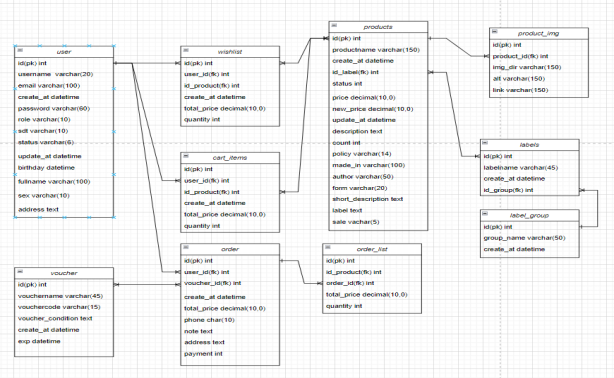 user
id(pk) int
username varchar(20)
email varchar(100)
create_at datetime
password varchar(60)
role varchar(10)
sdt varchar(10)
status varchar(6)
update_at datetime
birthday datetime
fullname varchar(100)
sex varchar(10)
address text
wishlist
id(pk) int
user_id(fk) int
id_product(fk) int
create_at datetime
total_price decimal(10,0)
quantity int
cart_items
id(pk) int
user_id(fk) int
id_product(fk) int
create_at datetime
total_price decimal(10,0)
quantity int
products
id(pk) int
productname varchar(150)
create_at datetime
id_label(fk) int
status int
price decimal(10,0)
new_price decimal(10,0)
update_at datetime
description text
count int
policy varchar(14)
made_in varchar(100)
author varchar(50)
form varchar(20)
short_description text
label text
sale vachar(5)
product_img
id(pk) int
product_id(fk) int
img_dir varchar(150)
alt varchar(150)
link varchar(150)
labels
id(pk) int
labelname varchar(45)
create_at datetime
id_group(fk) int
label_group
id(pk) int
group_name varchar(50)
create_at datetime
voucher
id(pk) int
vouchername varchar(45)
vouchercode varchar(15)
voucher_condition text
create_at datetime
exp datetime
order
id(pk) int
user_id(fk) int
voucher_id(fk) int
create_at datetime
total_price decimal(10,0)
phone char(10)
note text
address text
payment int
order_list
id(pk) int
id_product(fk) int
order_id(fk) int
total_price decimal(10,0)
quantity int